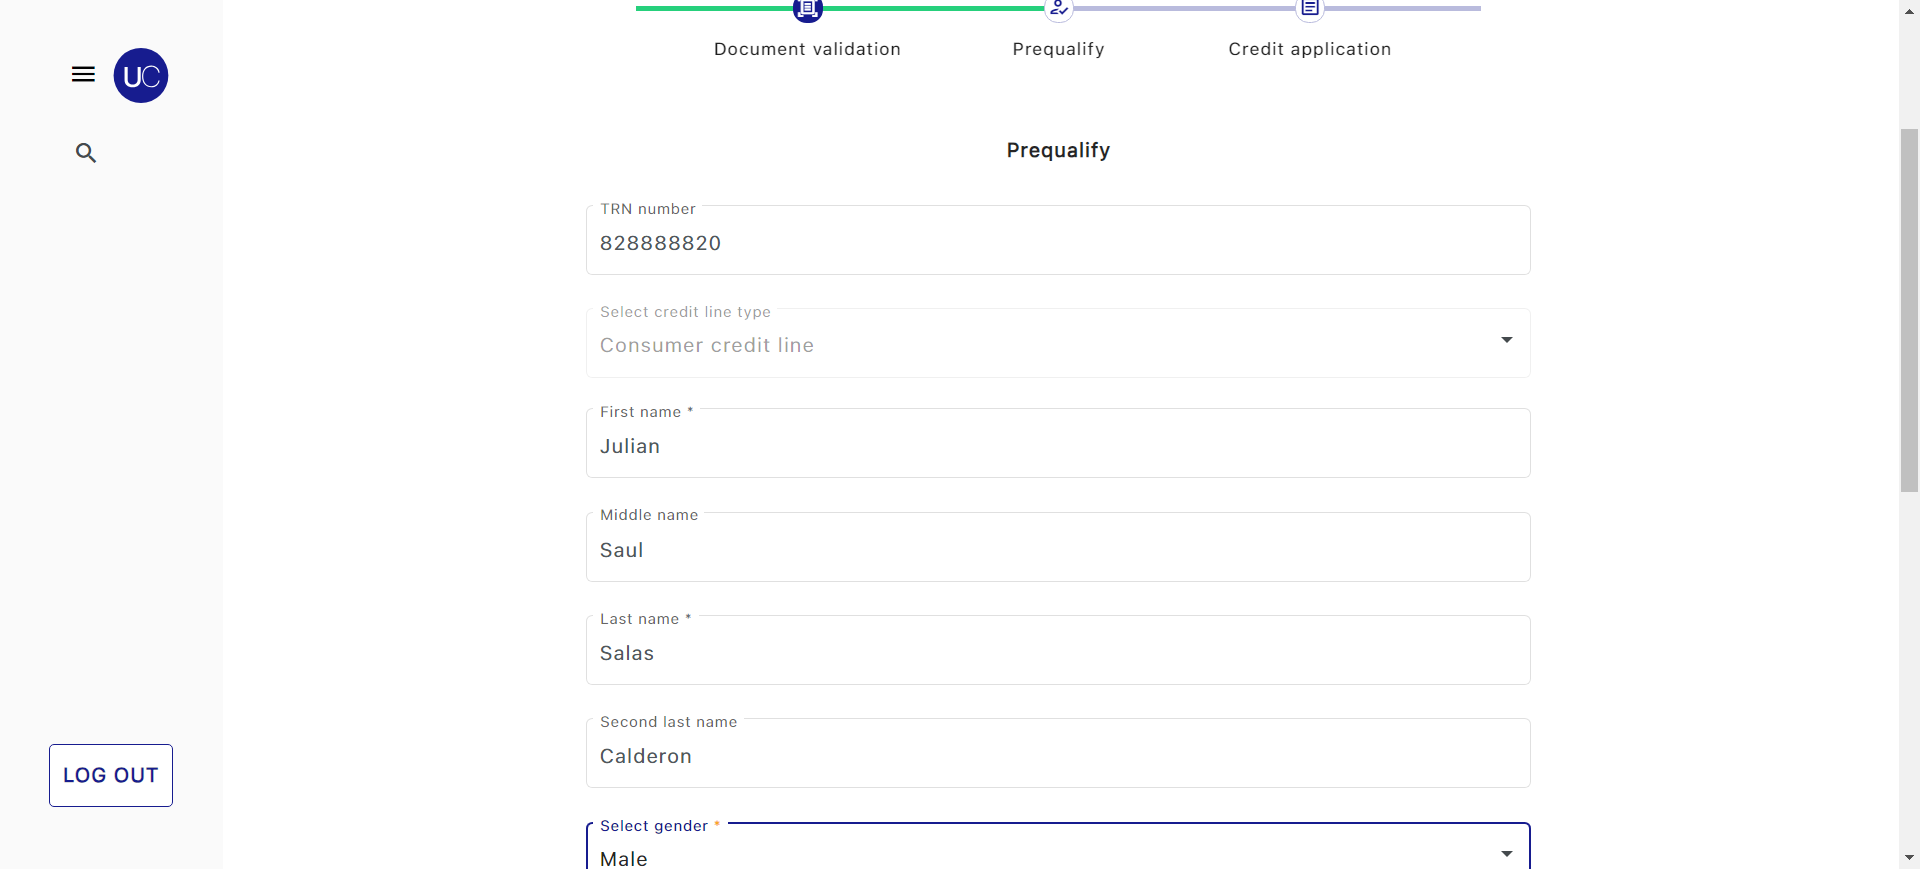 Document validation
Prequalify
Credit application
UC
Prequalify
TRN number
828888820
Select credit line type
Consumer credit line
First name *
Julian
Middle name
Saul
Last name *
Salas
Second last name
Calderon
Select gender *
Male
LOG OUT